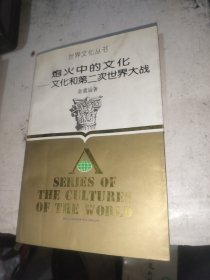 世界文化丛书
炮火中的文化
——文化和第二次世界大战
SERIES OF
THE CULTURES
OF THE WORLD